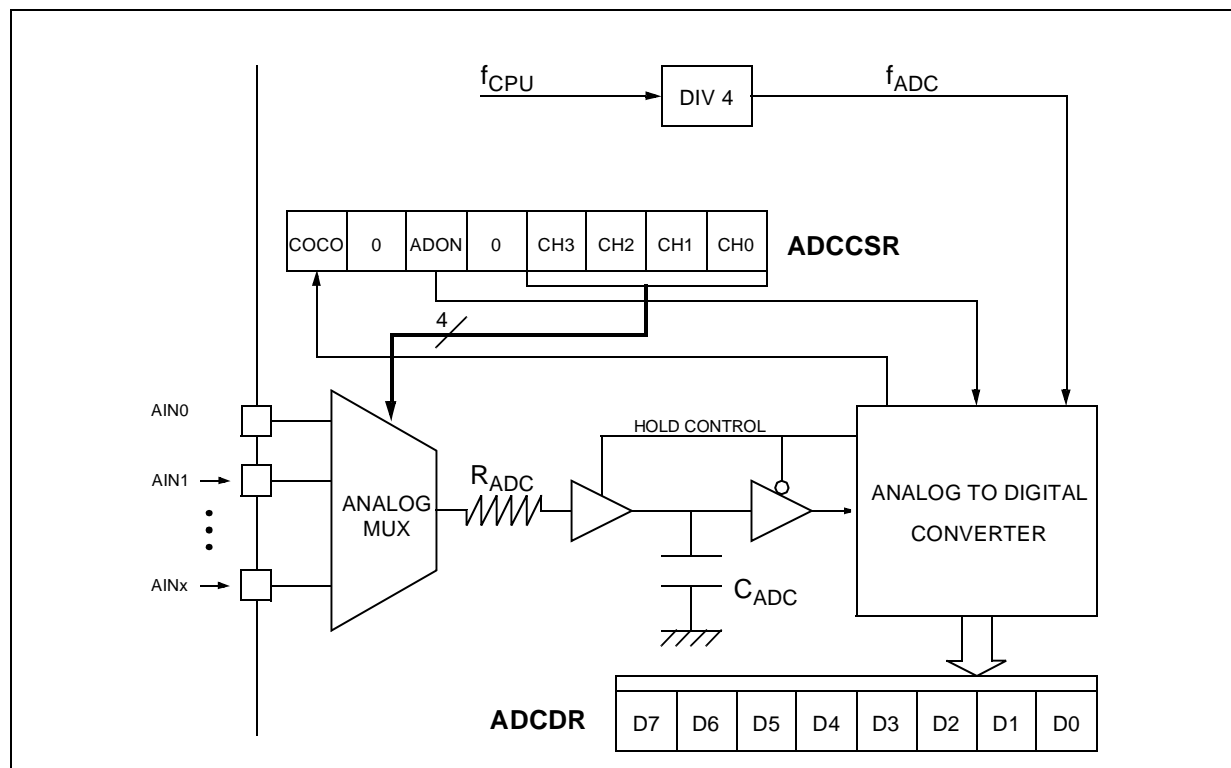 fCPU
DIV 4
fADC
COCO 0 ADON 0 CH3 CH2 CH1 CH0
ADCCSR
4
AIN0
AIN1
AINx
ANALOG
MUX
RADC
HOLD CONTROL
CADC
ANALOG TO DIGITAL
CONVERTER
ADCDR
D7 D6 D5 D4 D3 D2 D1 D0